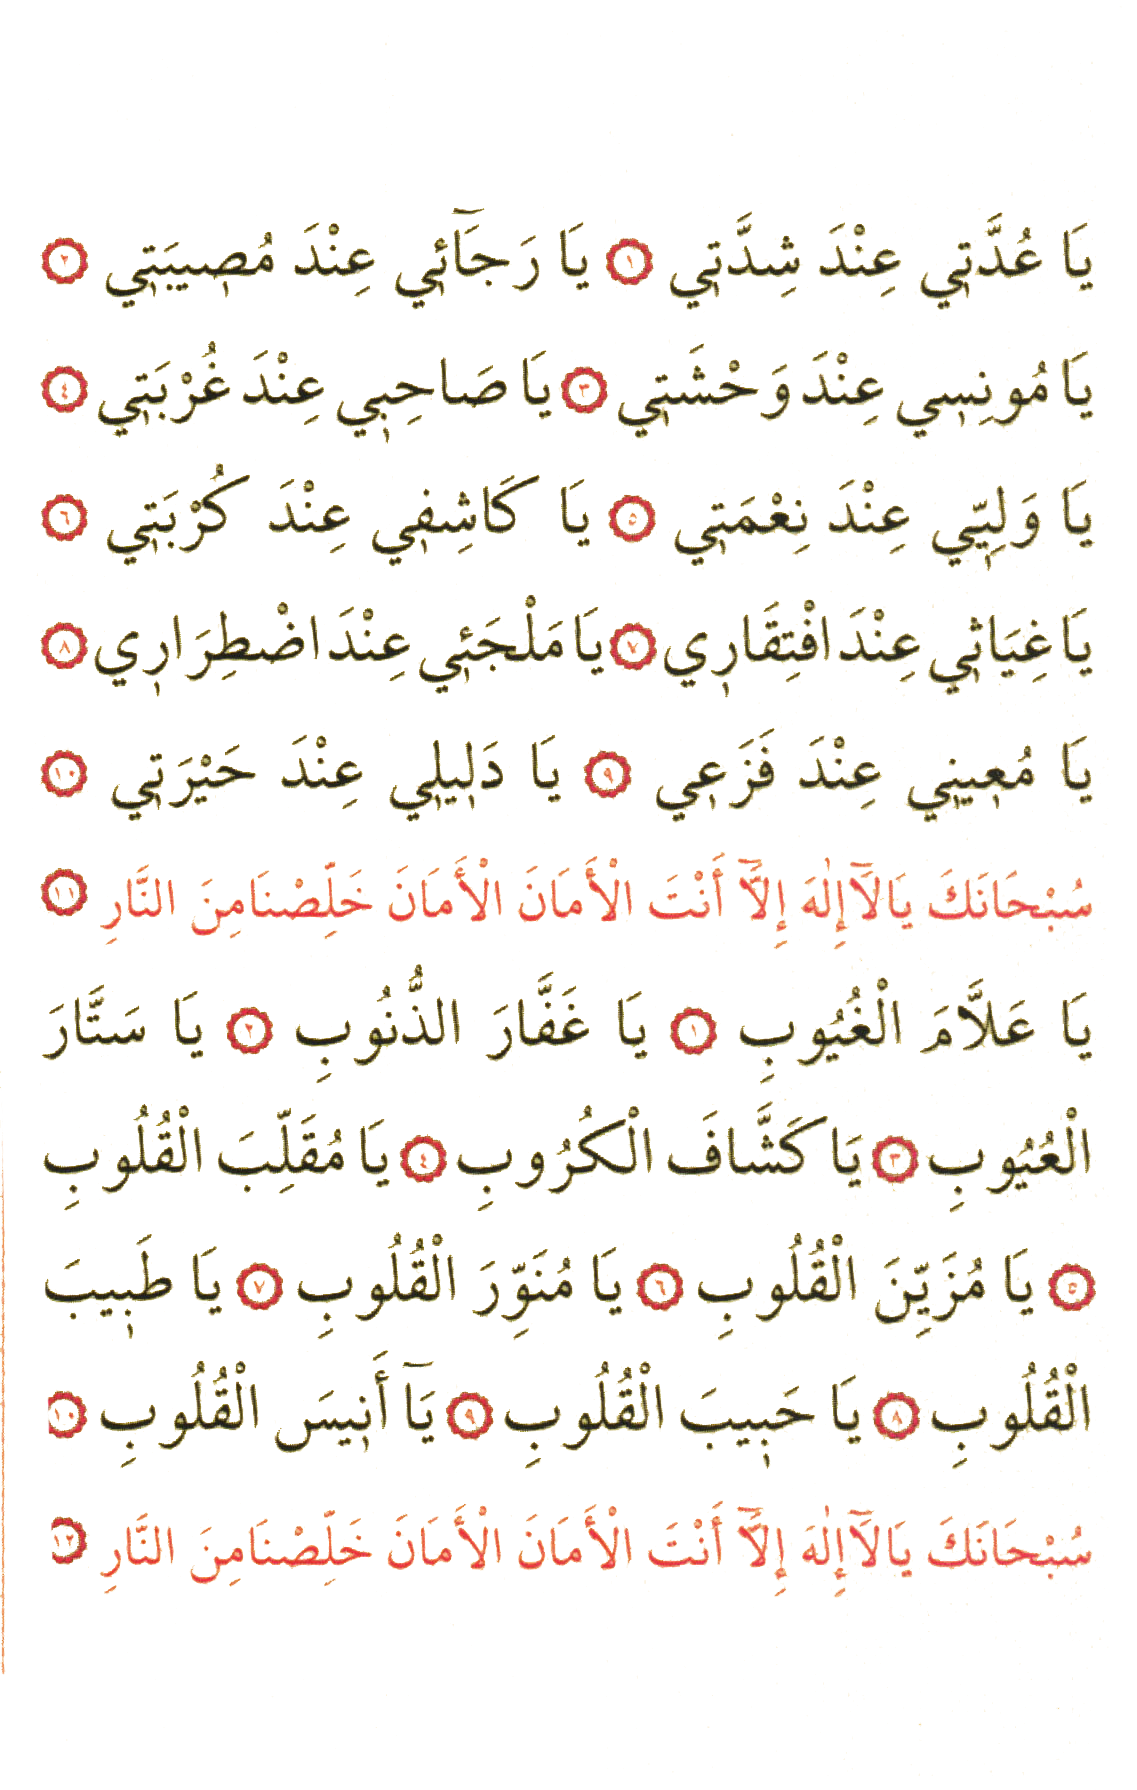 يَا عُدَّتِي عِنْدَ شِدَّتِي ١ يَا رَجَآئِي عِنْدَ مُصِيبَتِي ٢
يَا مُونِسِي عِنْدَ وَحْشَتِي ٣ يَا صَاحِبِي عِنْدَ غُرْبَتِي ٤
يَا وَلِيِّي عِنْدَ نِعْمَتِي ٥ يَا كَاشِفِي عِنْدَ كُرْبَتِي ٦
يَا غِيَاثِي عِنْدَ افْتِقَارِي ٧ يَا مَلْجَئِي عِنْدَ اضْطِرَارِي ٨
يَا مُعِينِي عِنْدَ فَزَعِي ٩ يَا دَلِيلِي عِنْدَ حَيْرَتِي ١٠
سُبْحَانَكَ يَا لَآ إِلٰهَ إِلَّآ أَنْتَ الْأَمَانَ الْأَمَانَ خَلِّصْنَا مِنَ النَّارِ ١١
يَا عَلَّامَ الْغُيُوبِ ١ يَا غَفَّارَ الذُّنُوبِ ٢ يَا سَتَّارَ
الْعُيُوبِ ٣ يَا كَشَّافَ الْكُرُوبِ ٤ يَا مُقَلِّبَ الْقُلُوبِ
٥ يَا مُزَيِّنَ الْقُلُوبِ ٦ يَا مُنَوِّرَ الْقُلُوبِ ٧ يَا طَبِيبَ
الْقُلُوبِ ٨ يَا حَبِيبَ الْقُلُوبِ ٩ يَآ أَنِيسَ الْقُلُوبِ ١٠
سُبْحَانَكَ يَا لَآ إِلٰهَ إِلَّآ أَنْتَ الْأَمَانَ الْأَمَانَ خَلِّصْنَا مِنَ النَّارِ ١٢